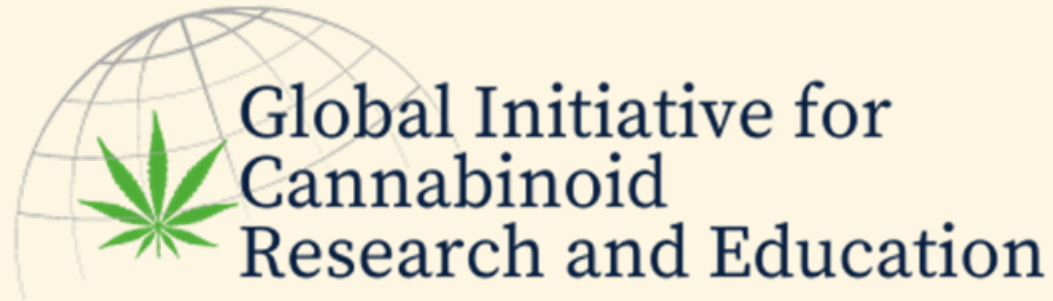 Global Initiative for
Cannabinoid
Research and Education